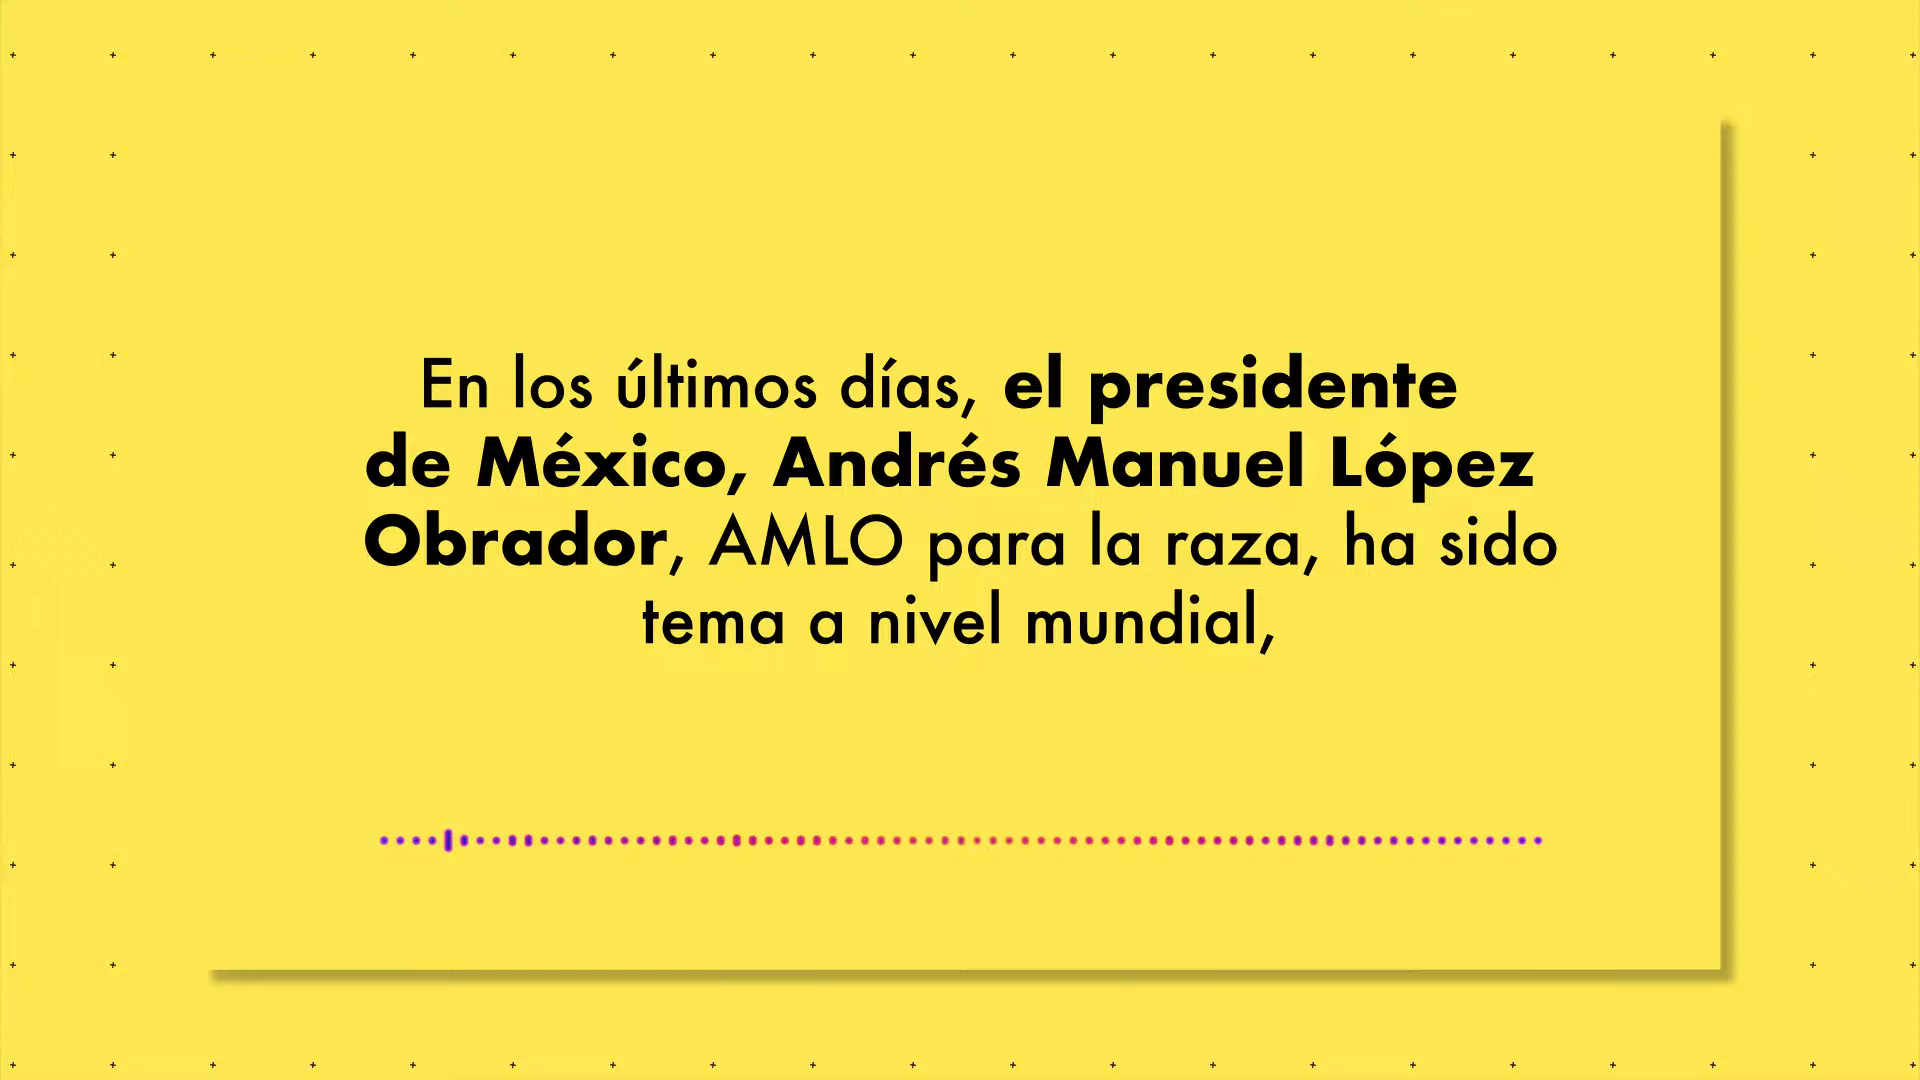 En los últimos días, el presidente
de México, Andrés Manuel López
Obrador, AMLO para la raza, ha sido
tema a nivel mundial,